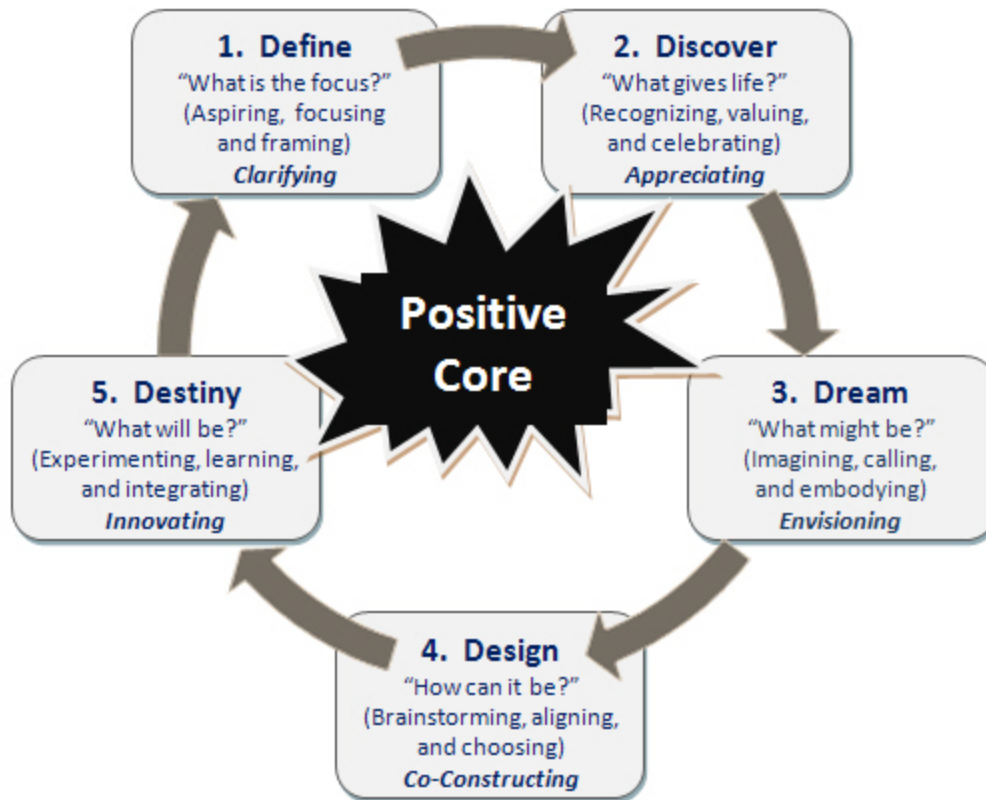 1. Define
“What is the focus?”
(Aspiring, focusing
and framing)
Clarifying
2. Discover
“What gives life?”
(Recognizing, valuing,
and celebrating)
Appreciating
Positive
Core
3. Dream
“What might be?”
(Imagining, calling,
and embodying)
Envisioning
4. Design
“How can it be?”
(Brainstorming, aligning,
and choosing)
Co-Constructing
5. Destiny
“What will be?”
(Experimenting, learning,
and integrating)
Innovating